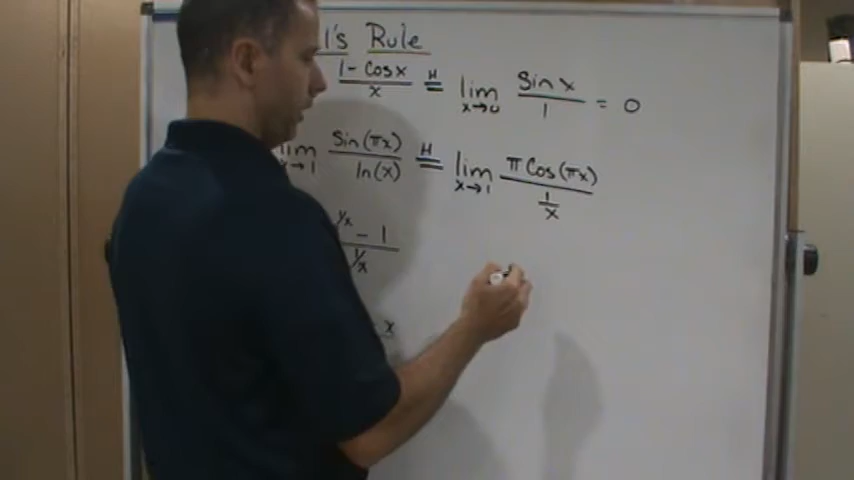 l's Rule
1 - Cosx / x =H lim x→0 Sin x / 1 = 0
lim x→1 Sin(πx) / ln(x) =H lim x→1 π Cos(πx) / 1/x
1/x - 1 / 1/x
x